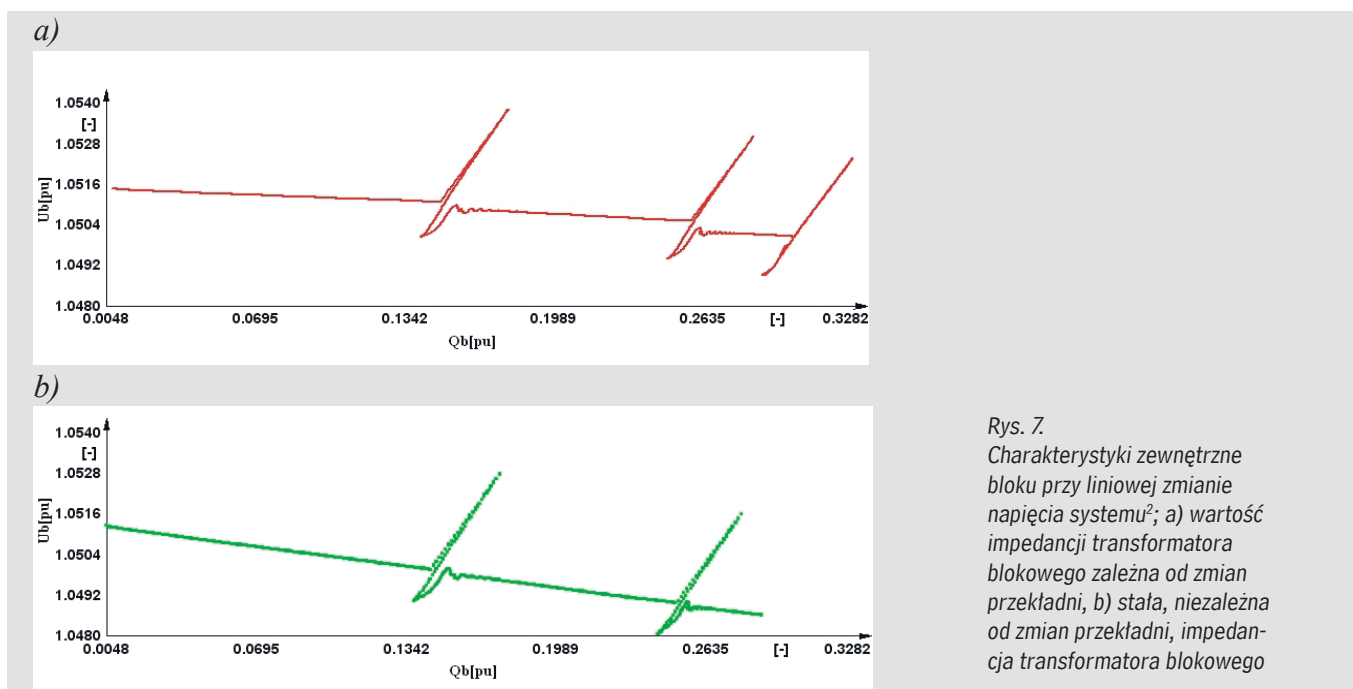 a)
1.0540
[-]
1.0528
1.0516
1.0504
1.0492
1.0480
Ub[pu]
0.0048 0.0695 0.1342 0.1989 0.2635 [-] 0.3282
Qb[pu]
b)
1.0540
[-]
1.0528
1.0516
1.0504
1.0492
1.0480
Ub[pu]
0.0048 0.0695 0.1342 0.1989 0.2635 [-] 0.3282
Qb[pu]
Rys. 7.
Charakterystyki zewnętrzne
bloku przy liniowej zmianie
napięcia systemu²; a) wartość
impedancji transformatora
blokowego zależna od zmian
przekładni, b) stała, niezależna
od zmian przekładni, impedan-
cja transformatora blokowego